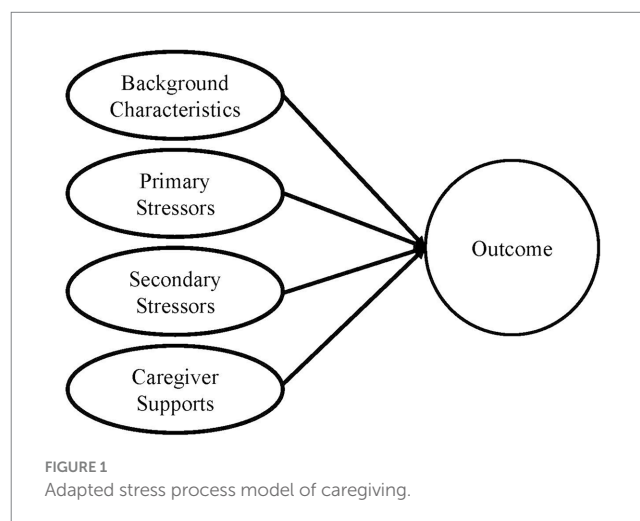 Background
Characteristics
Primary
Stressors
Secondary
Stressors
Caregiver
Supports
Outcome
FIGURE 1
Adapted stress process model of caregiving.